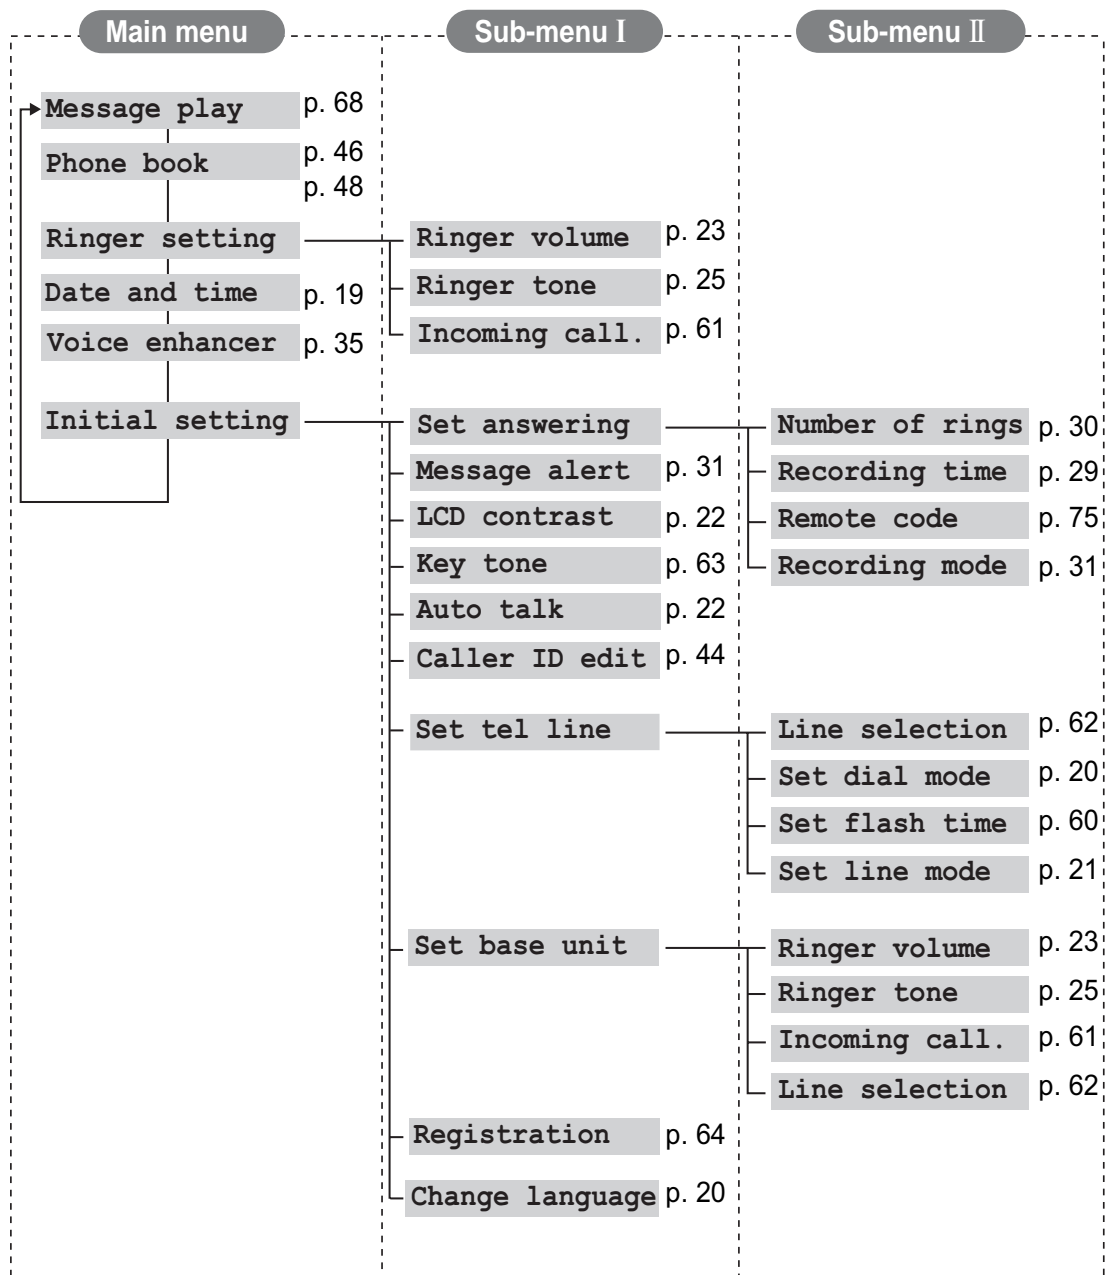 Main menu Sub-menu I Sub-menu Ⅱ
Message play p. 68
Phone book p. 46
p. 48
Ringer setting Ringer volume p. 23
Date and time p. 19 Ringer tone p. 25
Voice enhancer p. 35 Incoming call. p. 61
Initial setting Set answering Number of rings p. 30
Message alert p. 31 Recording time p. 29
LCD contrast p. 22 Remote code p. 75
Key tone p. 63 Recording mode p. 31
Auto talk p. 22
Caller ID edit p. 44
Set tel line Line selection p. 62
Set dial mode p. 20
Set flash time p. 60
Set line mode p. 21
Set base unit Ringer volume p. 23
Ringer tone p. 25
Incoming call. p. 61
Line selection p. 62
Registration p. 64
Change language p. 20